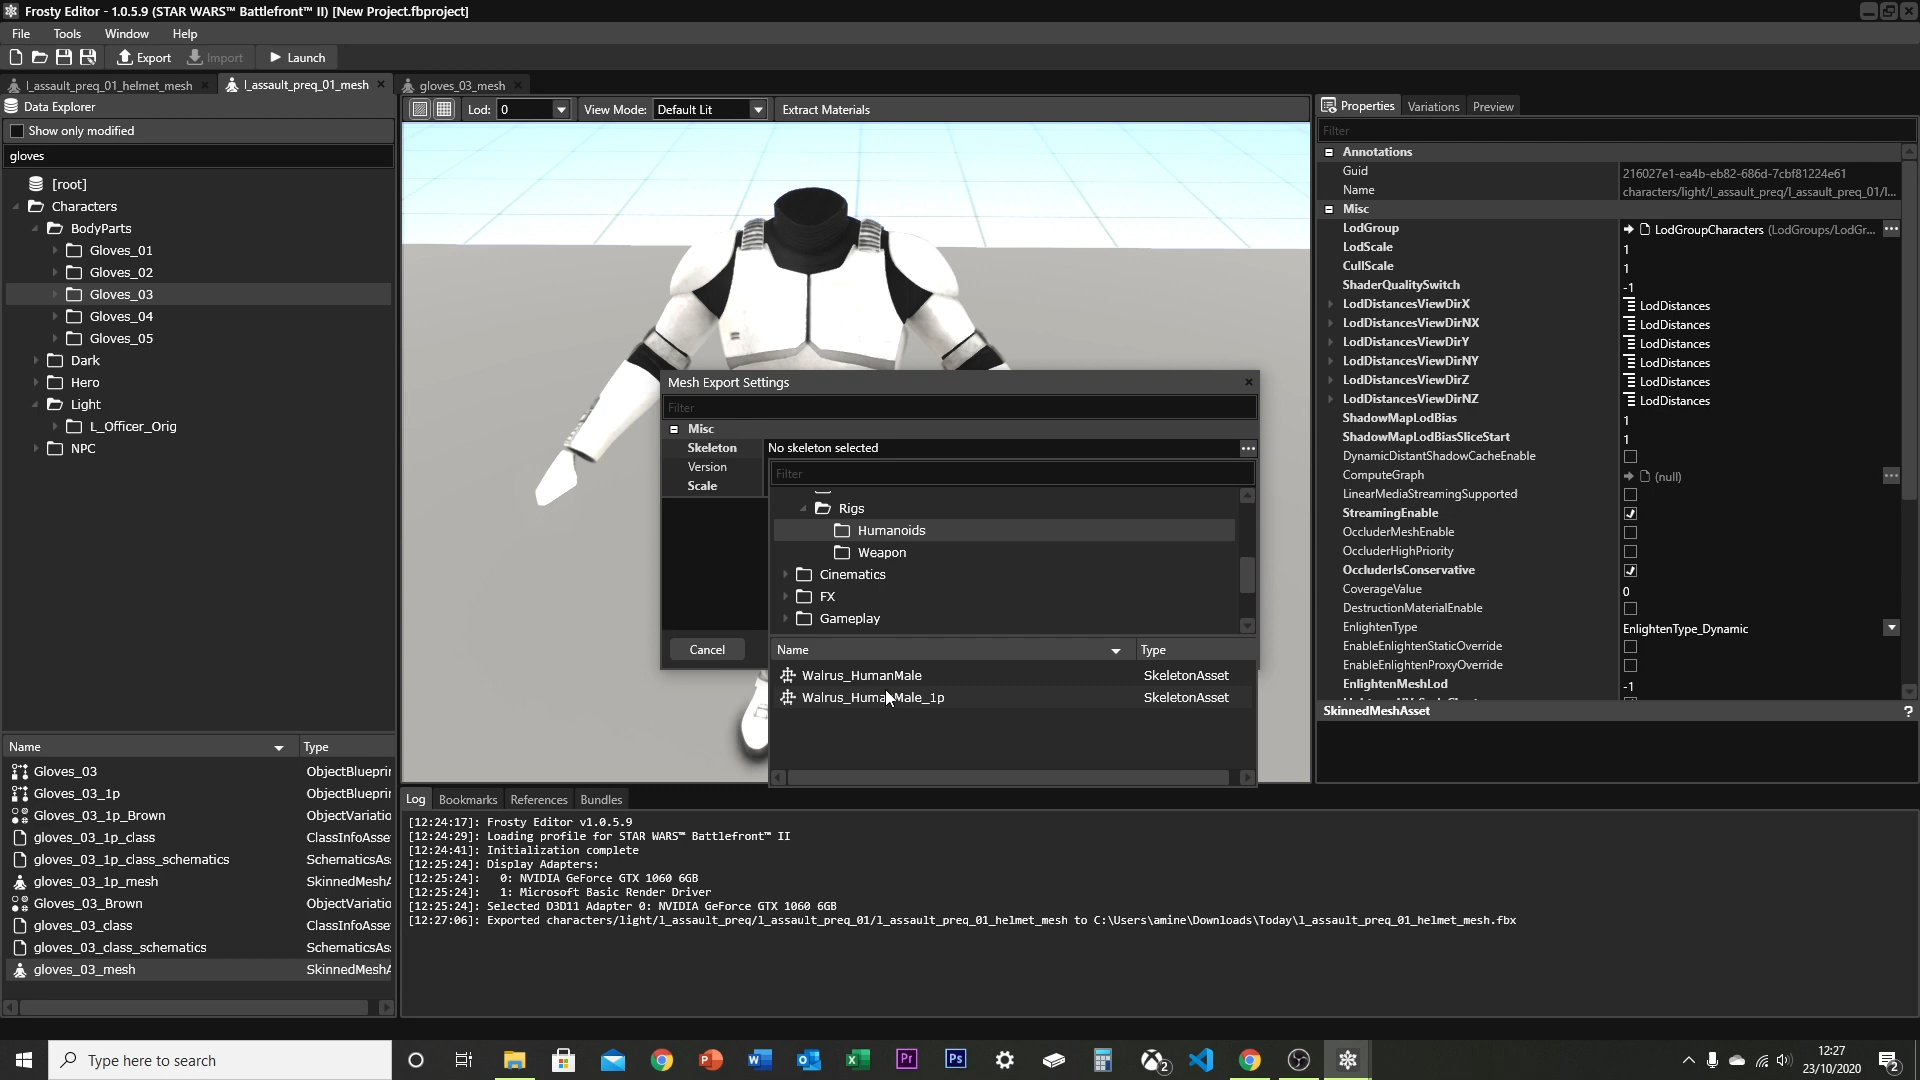 Frosty Editor - 1.0.5.9 (STAR WARS™ Battlefront™ II) [New Project.fbproject]
File Tools Window Help
Export Import Launch
l_assault_preq_01_helmet_mesh × l_assault_preq_01_mesh × gloves_03_mesh ×
Data Explorer
Show only modified
gloves
[root]
Characters
BodyParts
Gloves_01
Gloves_02
Gloves_03
Gloves_04
Gloves_05
Dark
Hero
Light
L_Officer_Orig
NPC
Name Type
Gloves_03 ObjectBlueprin
Gloves_03_1p ObjectBlueprin
Gloves_03_1p_Brown ObjectVariatio
gloves_03_1p_class ClassInfoAsse
gloves_03_1p_class_schematics SchematicsAs
gloves_03_1p_mesh SkinnedMeshA
Gloves_03_Brown ObjectVariatio
gloves_03_class ClassInfoAsse
gloves_03_class_schematics SchematicsAs
gloves_03_mesh SkinnedMeshA
Lod: 0 View Mode: Default Lit Extract Materials
Mesh Export Settings ×
Filter
Misc
Skeleton No skeleton selected ...
Version
Scale
Filter
Rigs
Humanoids
Weapon
Cinematics
FX
Gameplay
Cancel
Name Type
Walrus_HumanMale SkeletonAsset
Walrus_HumanMale_1p SkeletonAsset
Log Bookmarks References Bundles
[12:24:17]: Frosty Editor v1.0.5.9
[12:24:29]: Loading profile for STAR WARS™ Battlefront™ II
[12:24:41]: Initialization complete
[12:25:24]: Display Adapters:
[12:25:24]: 0: NVIDIA GeForce GTX 1060 6GB
[12:25:24]: 1: Microsoft Basic Render Driver
[12:25:24]: Selected D3D11 Adapter 0: NVIDIA GeForce GTX 1060 6GB
[12:27:06]: Exported characters/light/l_assault_preq/l_assault_preq_01/l_assault_preq_01_helmet_mesh to C:\Users\amine\Downloads\Today\l_assault_preq_01_helmet_mesh.fbx
Properties Variations Preview
Filter
Annotations
Guid 216027e1-ea4b-eb82-686d-7cbf81224e61
Name characters/light/l_assault_preq/l_assault_preq_01/l...
Misc
LodGroup LodGroupCharacters (LodGroups/LodGr... ...
LodScale 1
CullScale 1
ShaderQualitySwitch -1
LodDistancesViewDirX LodDistances
LodDistancesViewDirNX LodDistances
LodDistancesViewDirY LodDistances
LodDistancesViewDirNY LodDistances
LodDistancesViewDirZ LodDistances
LodDistancesViewDirNZ LodDistances
ShadowMapLodBias 1
ShadowMapLodBiasSliceStart 1
DynamicDistantShadowCacheEnable
ComputeGraph (null) ...
LinearMediaStreamingSupported
StreamingEnable
OccluderMeshEnable
OccluderHighPriority
OccluderIsConservative
CoverageValue 0
DestructionMaterialEnable
EnlightenType EnlightenType_Dynamic
EnableEnlightenStaticOverride
EnableEnlightenProxyOverride
EnlightenMeshLod -1
SkinnedMeshAsset ?
Type here to search
Pr
Ps
2
12:27
23/10/2020
2